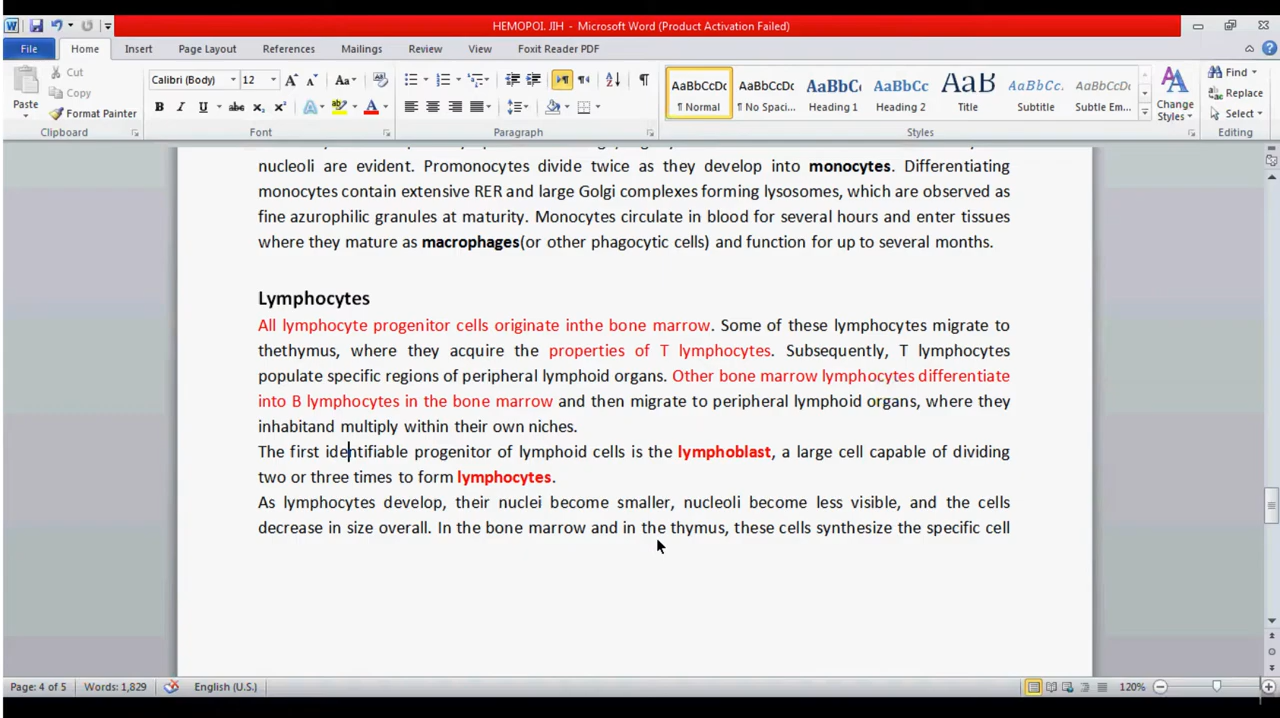 HEMOPOI. JIH - Microsoft Word (Product Activation Failed)
File Home Insert Page Layout References Mailings Review View Foxit Reader PDF
Paste Cut Copy Format Painter Clipboard
Calibri (Body) 12 Font
Paragraph
AaBbCcDc ¶ Normal AaBbCcDc ¶ No Spaci... AaBbC Heading 1 AaBbCc Heading 2 AaB Title AaBbCc. Subtitle AaBbCcDc Subtle Em... Change Styles Styles
Find Replace Select Editing
nucleoli are evident. Promonocytes divide twice as they develop into monocytes. Differentiating
monocytes contain extensive RER and large Golgi complexes forming lysosomes, which are observed as
fine azurophilic granules at maturity. Monocytes circulate in blood for several hours and enter tissues
where they mature as macrophages(or other phagocytic cells) and function for up to several months.
Lymphocytes
All lymphocyte progenitor cells originate inthe bone marrow. Some of these lymphocytes migrate to
thethymus, where they acquire the properties of T lymphocytes. Subsequently, T lymphocytes
populate specific regions of peripheral lymphoid organs. Other bone marrow lymphocytes differentiate
into B lymphocytes in the bone marrow and then migrate to peripheral lymphoid organs, where they
inhabitand multiply within their own niches.
The first identifiable progenitor of lymphoid cells is the lymphoblast, a large cell capable of dividing
two or three times to form lymphocytes.
As lymphocytes develop, their nuclei become smaller, nucleoli become less visible, and the cells
decrease in size overall. In the bone marrow and in the thymus, these cells synthesize the specific cell
Page: 4 of 5 Words: 1,829 English (U.S.) 120%